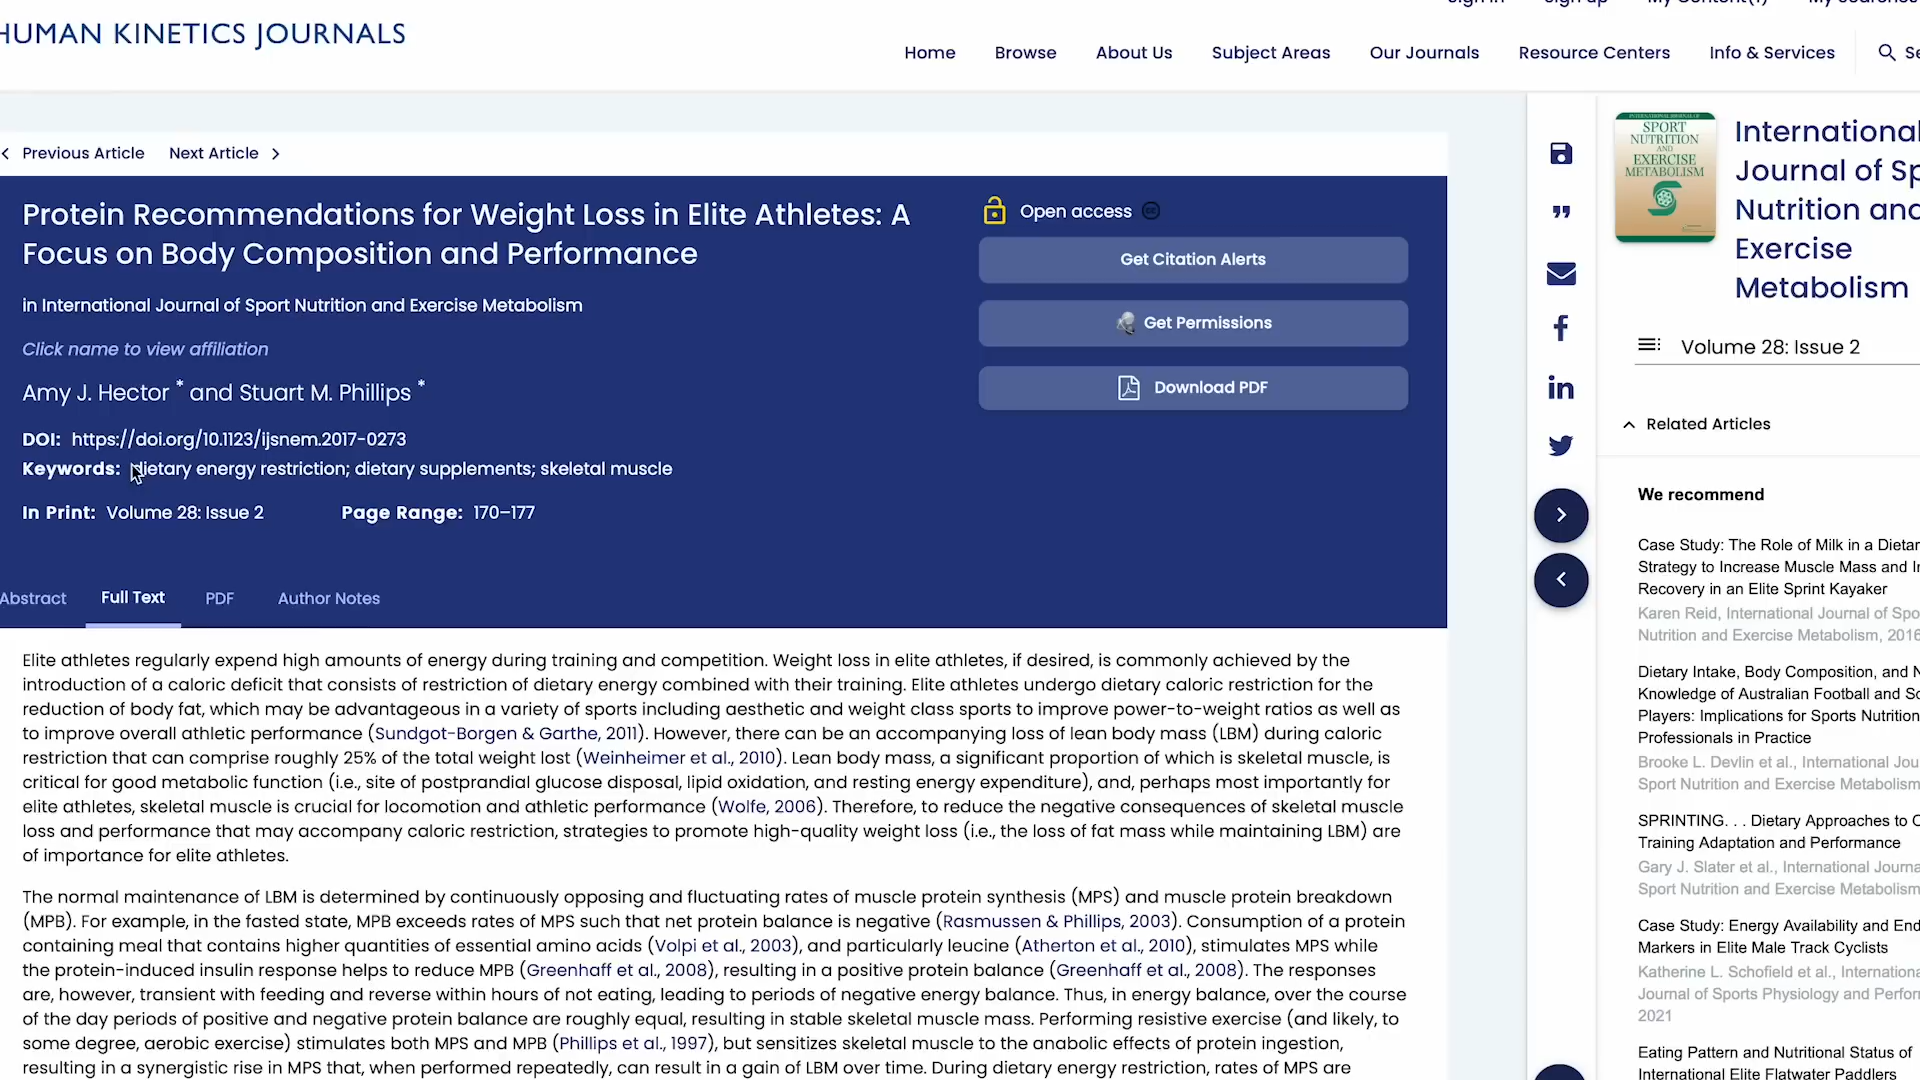 HUMAN KINETICS JOURNALS
Home Browse About Us Subject Areas Our Journals Resource Centers Info & Services
Previous Article Next Article
Protein Recommendations for Weight Loss in Elite Athletes: A
Focus on Body Composition and Performance
in International Journal of Sport Nutrition and Exercise Metabolism
Click name to view affiliation
Amy J. Hector * and Stuart M. Phillips *
DOI: https://doi.org/10.1123/ijsnem.2017-0273
Keywords: dietary energy restriction; dietary supplements; skeletal muscle
In Print: Volume 28: Issue 2 Page Range: 170–177
Open access
Get Citation Alerts
Get Permissions
Download PDF
Abstract Full Text PDF Author Notes
Elite athletes regularly expend high amounts of energy during training and competition. Weight loss in elite athletes, if desired, is commonly achieved by the
introduction of a caloric deficit that consists of restriction of dietary energy combined with their training. Elite athletes undergo dietary caloric restriction for the
reduction of body fat, which may be advantageous in a variety of sports including aesthetic and weight class sports to improve power-to-weight ratios as well as
to improve overall athletic performance (Sundgot-Borgen & Garthe, 2011). However, there can be an accompanying loss of lean body mass (LBM) during caloric
restriction that can comprise roughly 25% of the total weight lost (Weinheimer et al., 2010). Lean body mass, a significant proportion of which is skeletal muscle, is
critical for good metabolic function (i.e., site of postprandial glucose disposal, lipid oxidation, and resting energy expenditure), and, perhaps most importantly for
elite athletes, skeletal muscle is crucial for locomotion and athletic performance (Wolfe, 2006). Therefore, to reduce the negative consequences of skeletal muscle
loss and performance that may accompany caloric restriction, strategies to promote high-quality weight loss (i.e., the loss of fat mass while maintaining LBM) are
of importance for elite athletes.
The normal maintenance of LBM is determined by continuously opposing and fluctuating rates of muscle protein synthesis (MPS) and muscle protein breakdown
(MPB). For example, in the fasted state, MPB exceeds rates of MPS such that net protein balance is negative (Rasmussen & Phillips, 2003). Consumption of a protein
containing meal that contains higher quantities of essential amino acids (Volpi et al., 2003), and particularly leucine (Atherton et al., 2010), stimulates MPS while
the protein-induced insulin response helps to reduce MPB (Greenhaff et al., 2008), resulting in a positive protein balance (Greenhaff et al., 2008). The responses
are, however, transient with feeding and reverse within hours of not eating, leading to periods of negative energy balance. Thus, in energy balance, over the course
of the day periods of positive and negative protein balance are roughly equal, resulting in stable skeletal muscle mass. Performing resistive exercise (and likely, to
some degree, aerobic exercise) stimulates both MPS and MPB (Phillips et al., 1997), but sensitizes skeletal muscle to the anabolic effects of protein ingestion,
resulting in a synergistic rise in MPS that, when performed repeatedly, can result in a gain of LBM over time. During dietary energy restriction, rates of MPS are
INTERNATIONAL JOURNAL OF
SPORT
NUTRITION
AND
EXERCISE
METABOLISM
International
Journal of Sp
Nutrition and
Exercise
Metabolism
Volume 28: Issue 2
Related Articles
We recommend
Case Study: The Role of Milk in a Dietar
Strategy to Increase Muscle Mass and I
Recovery in an Elite Sprint Kayaker
Karen Reid, International Journal of Spo
Nutrition and Exercise Metabolism, 2016
Dietary Intake, Body Composition, and N
Knowledge of Australian Football and So
Players: Implications for Sports Nutrition
Professionals in Practice
Brooke L. Devlin et al., International Jou
Sport Nutrition and Exercise Metabolism
SPRINTING. . . Dietary Approaches to O
Training Adaptation and Performance
Gary J. Slater et al., International Journa
Sport Nutrition and Exercise Metabolism
Case Study: Energy Availability and End
Markers in Elite Male Track Cyclists
Katherine L. Schofield et al., Internationa
Journal of Sports Physiology and Perfor
2021
Eating Pattern and Nutritional Status of
International Elite Flatwater Paddlers